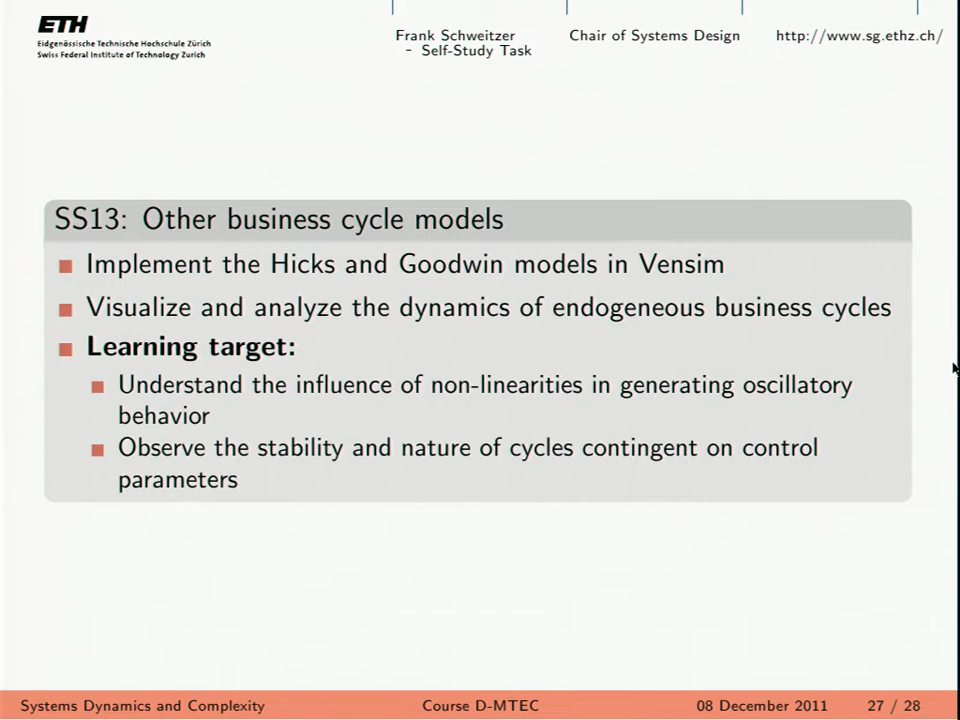 ETH
Eidgenössische Technische Hochschule Zürich
Swiss Federal Institute of Technology Zurich
Frank Schweitzer
- Self-Study Task
Chair of Systems Design
http://www.sg.ethz.ch/
SS13: Other business cycle models
Implement the Hicks and Goodwin models in Vensim
Visualize and analyze the dynamics of endogeneous business cycles
Learning target:
Understand the influence of non-linearities in generating oscillatory
behavior
Observe the stability and nature of cycles contingent on control
parameters
Systems Dynamics and Complexity
Course D-MTEC
08 December 2011
27 / 28